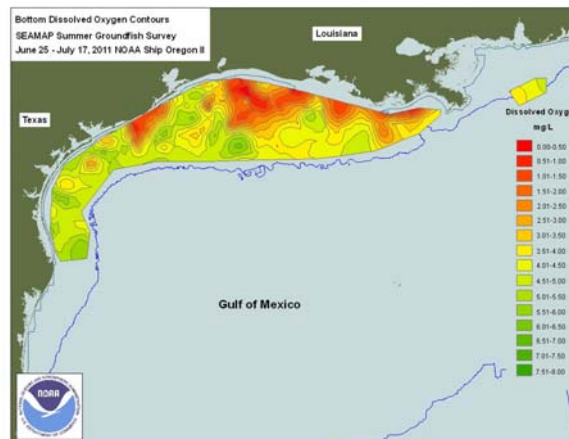 Bottom Dissolved Oxygen Contours
SEAMAP Summer Groundfish Survey
June 25 - July 17, 2011 NOAA Ship Oregon II
Louisiana
Texas
Dissolved Oxyge
mg/L
0.00-0.50
0.51-1.00
1.01-1.50
1.51-2.00
2.01-2.50
2.51-3.00
3.01-3.50
3.51-4.00
4.01-4.50
4.51-5.00
5.01-5.50
5.51-6.00
6.01-6.50
6.51-7.00
7.01-7.50
7.51-8.00
Gulf of Mexico
NOAA